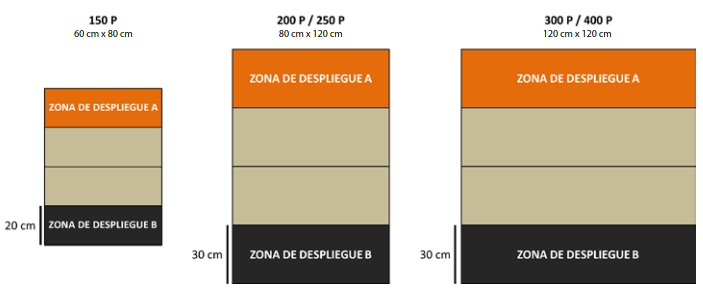 150 P
60 cm x 80 cm
ZONA DE DESPLIEGUE A
20 cm
ZONA DE DESPLIEGUE B
200 P / 250 P
80 cm x 120 cm
ZONA DE DESPLIEGUE A
30 cm
ZONA DE DESPLIEGUE B
300 P / 400 P
120 cm x 120 cm
ZONA DE DESPLIEGUE A
30 cm
ZONA DE DESPLIEGUE B